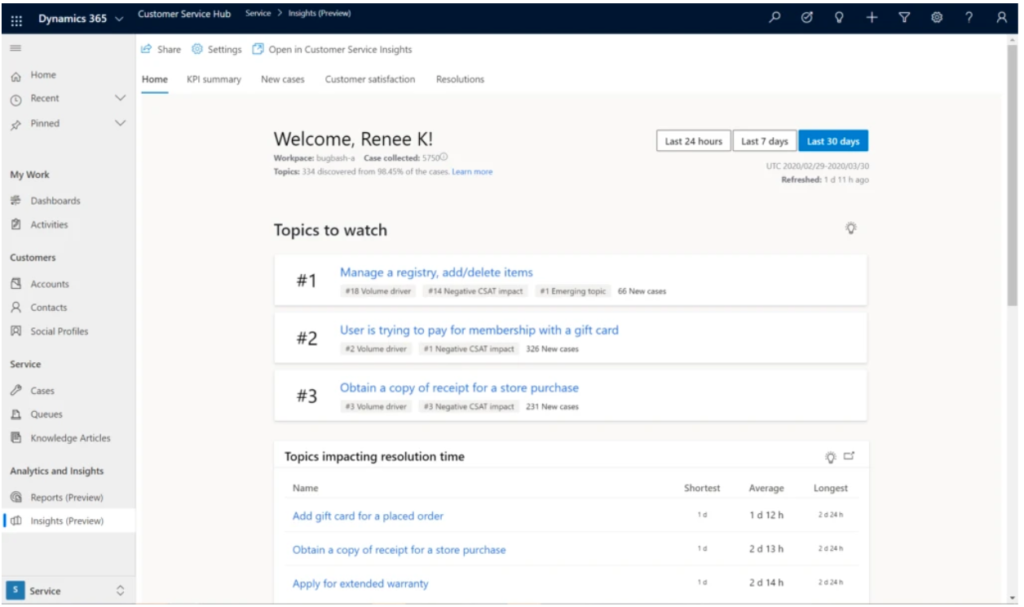 Dynamics 365 Customer Service Hub Service > Insights (Preview)
Share Settings Open in Customer Service Insights
Home KPI summary New cases Customer satisfaction Resolutions
Home
Recent
Pinned
My Work
Dashboards
Activities
Customers
Accounts
Contacts
Social Profiles
Service
Cases
Queues
Knowledge Articles
Analytics and Insights
Reports (Preview)
Insights (Preview)
S Service
Welcome, Renee K!
Workpace: bugbash-a Case collected: 5750
Topics: 334 discovered from 98.45% of the cases. Learn more
Last 24 hours Last 7 days Last 30 days
UTC 2020/02/29-2020/03/30
Refreshed: 1 d 11 h ago
Topics to watch
#1 Manage a registry, add/delete items
#18 Volume driver #14 Negative CSAT impact #1 Emerging topic 66 New cases
#2 User is trying to pay for membership with a gift card
#2 Volume driver #1 Negative CSAT impact 326 New cases
#3 Obtain a copy of receipt for a store purchase
#3 Volume driver #3 Negative CSAT impact 231 New cases
Topics impacting resolution time
Name Shortest Average Longest
Add gift card for a placed order 1 d 1 d 12 h 2 d 24 h
Obtain a copy of receipt for a store purchase 1 d 2 d 13 h 2 d 24 h
Apply for extended warranty 1 d 2 d 14 h 2 d 24 h